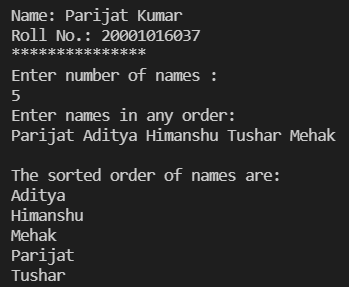 Name: Parijat Kumar
Roll No.: 20001016037
***************
Enter number of names :
5
Enter names in any order:
Parijat Aditya Himanshu Tushar Mehak

The sorted order of names are:
Aditya
Himanshu
Mehak
Parijat
Tushar